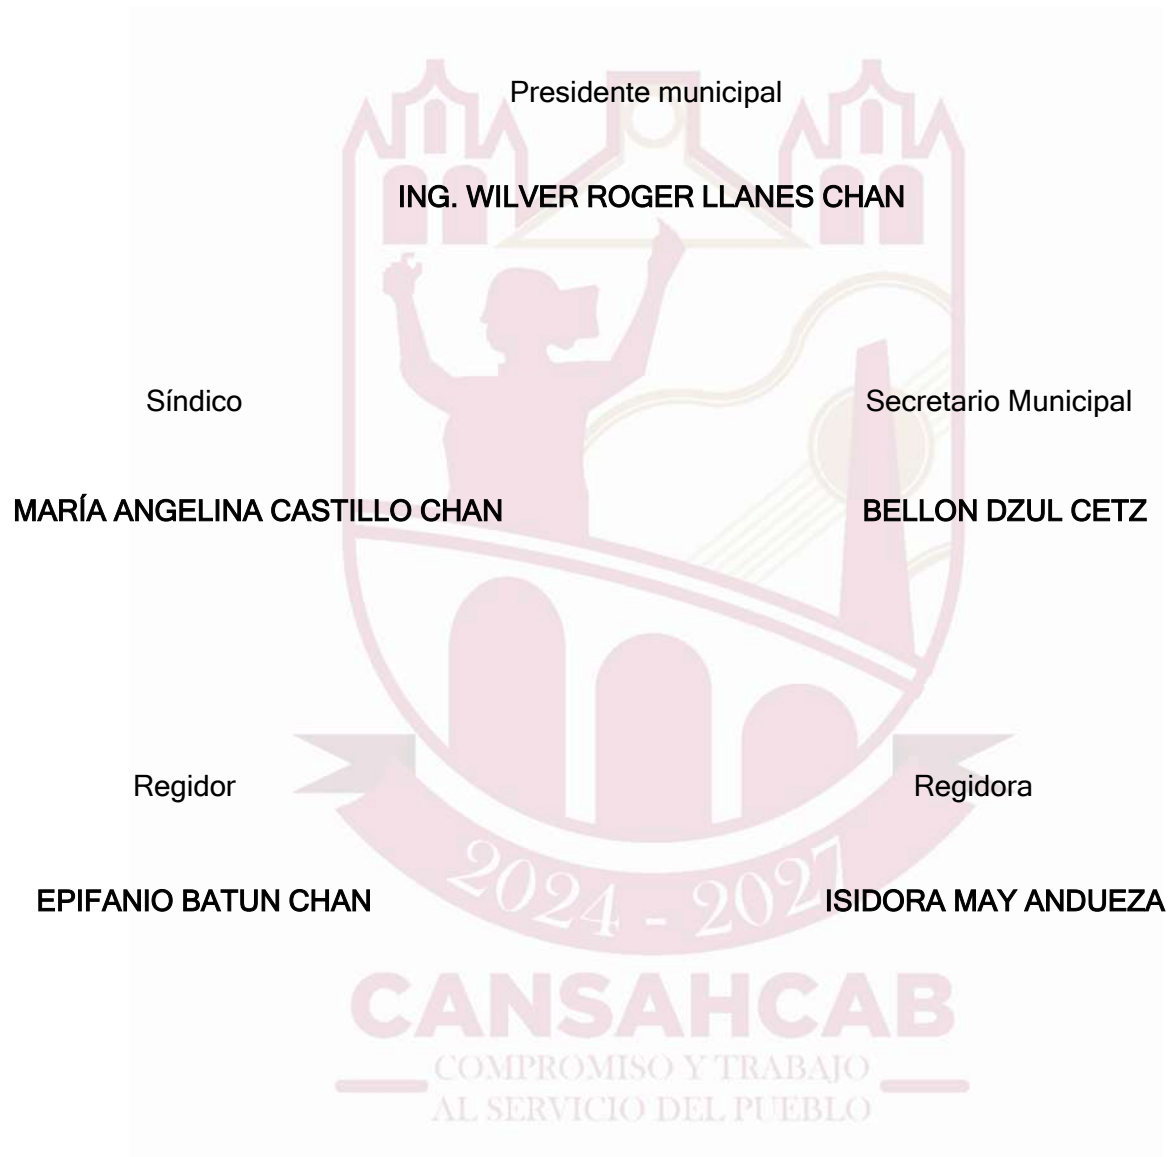 Presidente municipal
ING. WILVER ROGER LLANES CHAN
Síndico
Secretario Municipal
MARÍA ANGELINA CASTILLO CHAN
BELLON DZUL CETZ
Regidor
Regidora
EPIFANIO BATUN CHAN
ISIDORA MAY ANDUEZA
2024 - 2027
CANSAHCAB
COMPROMISO Y TRABAJO
AL SERVICIO DEL PUEBLO